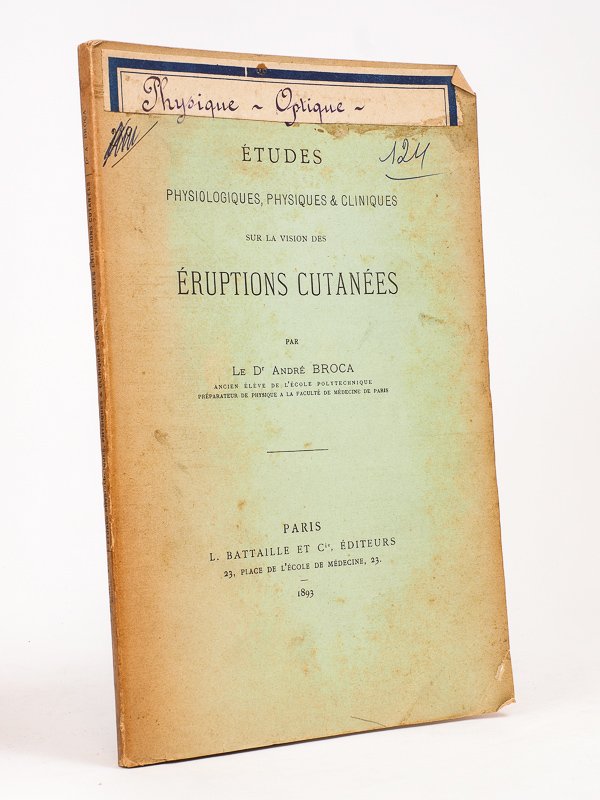 Physique - Optique -
124
ÉTUDES
PHYSIOLOGIQUES, PHYSIQUES & CLINIQUES
SUR LA VISION DES
ÉRUPTIONS CUTANÉES
PAR
LE Dr ANDRÉ BROCA
ANCIEN ÉLÈVE DE L'ÉCOLE POLYTECHNIQUE
PRÉPARATEUR DE PHYSIQUE A LA FACULTÉ DE MÉDECINE DE PARIS
PARIS
L. BATTAILLE ET Cie, ÉDITEURS
23, PLACE DE L'ÉCOLE DE MÉDECINE, 23.
1893